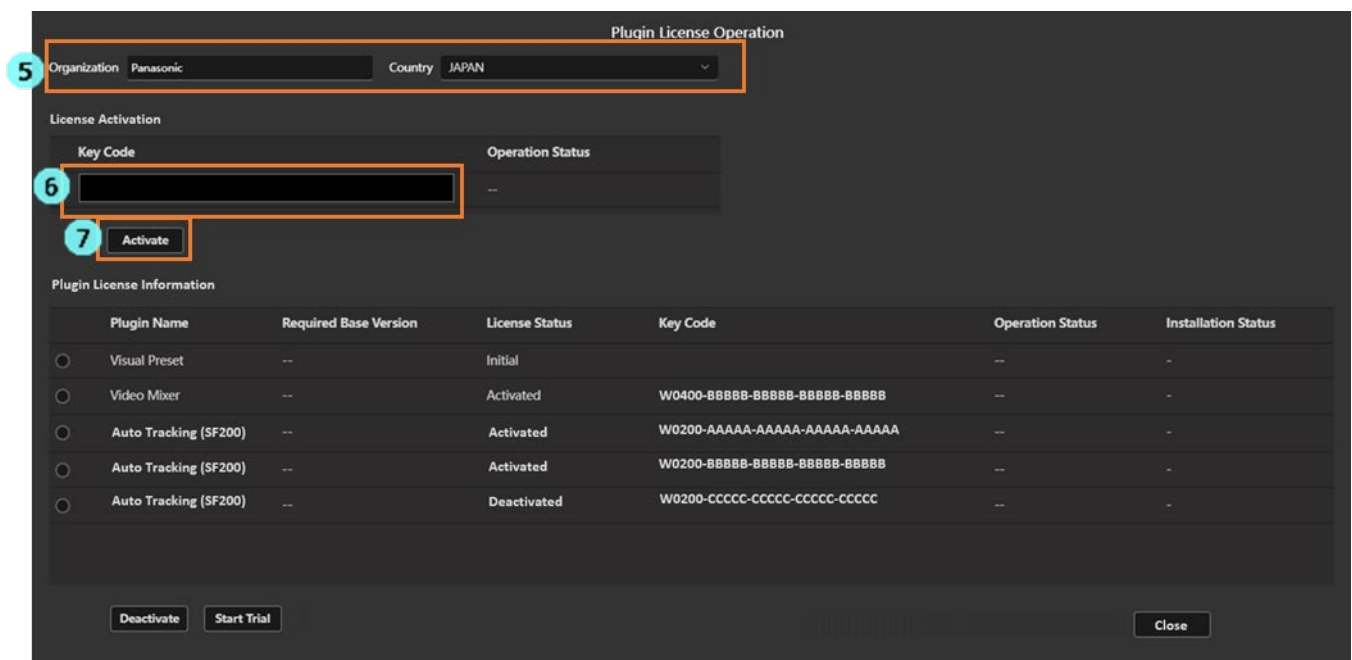 Plugin License Operation
5 Organization Panasonic Country JAPAN
License Activation
Key Code Operation Status
6 --
7 Activate
Plugin License Information
Plugin Name Required Base Version License Status Key Code Operation Status Installation Status
Visual Preset -- Initial -- -
Video Mixer -- Activated W0400-BBBBB-BBBBB-BBBBB-BBBBB -- -
Auto Tracking (SF200) -- Activated W0200-AAAAA-AAAAA-AAAAA-AAAAA -- -
Auto Tracking (SF200) -- Activated W0200-BBBBB-BBBBB-BBBBB-BBBBB -- -
Auto Tracking (SF200) -- Deactivated W0200-CCCCC-CCCCC-CCCCC-CCCCC -- -
Deactivate Start Trial Close